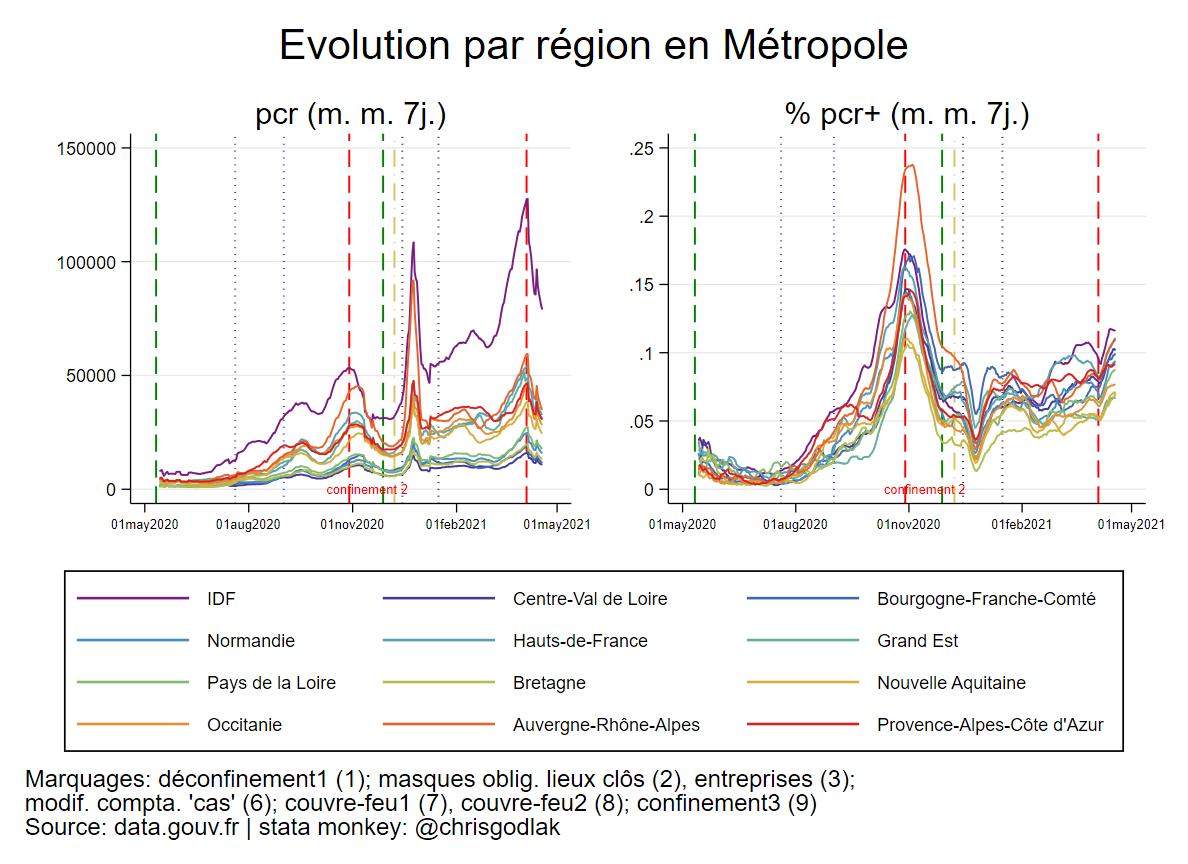 Evolution par région en Métropole
pcr (m. m. 7j.)
150000
100000
50000
0
confinement 2
01may2020 01aug2020 01nov2020 01feb2021 01may2021
% pcr+ (m. m. 7j.)
.25
.2
.15
.1
.05
0
confinement 2
01may2020 01aug2020 01nov2020 01feb2021 01may2021
IDF Centre-Val de Loire Bourgogne-Franche-Comté
Normandie Hauts-de-France Grand Est
Pays de la Loire Bretagne Nouvelle Aquitaine
Occitanie Auvergne-Rhône-Alpes Provence-Alpes-Côte d'Azur
Marquages: déconfinement1 (1); masques oblig. lieux clôs (2), entreprises (3);
modif. compta. 'cas' (6); couvre-feu1 (7), couvre-feu2 (8); confinement3 (9)
Source: data.gouv.fr | stata monkey: @chrisgodlak